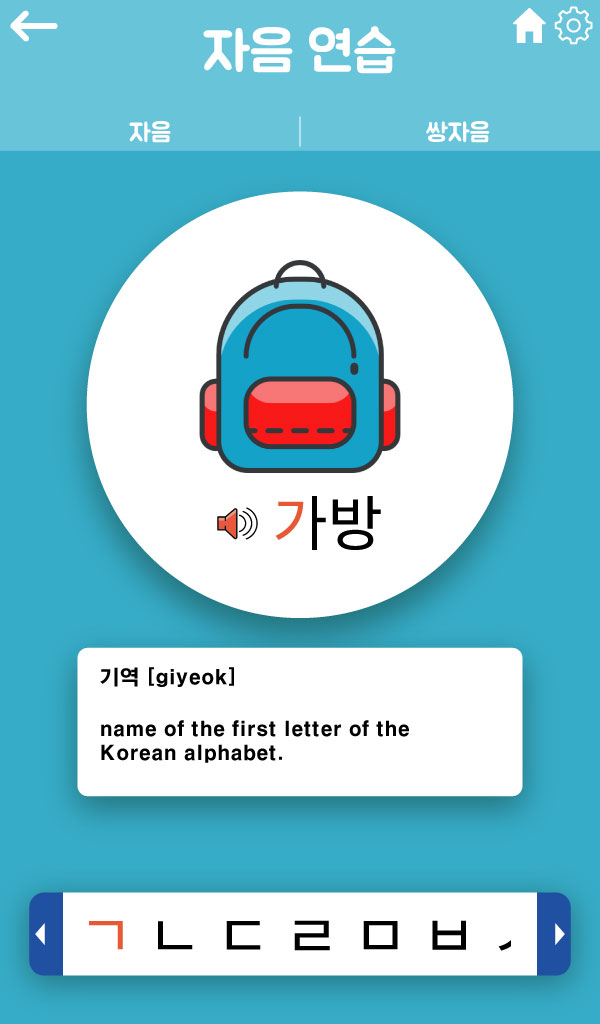 자음 연습
자음
쌍자음
가방
기역 [giyeok]
name of the first letter of the
Korean alphabet.
ㄱ ㄴ ㄷ ㄹ ㅁ ㅂ